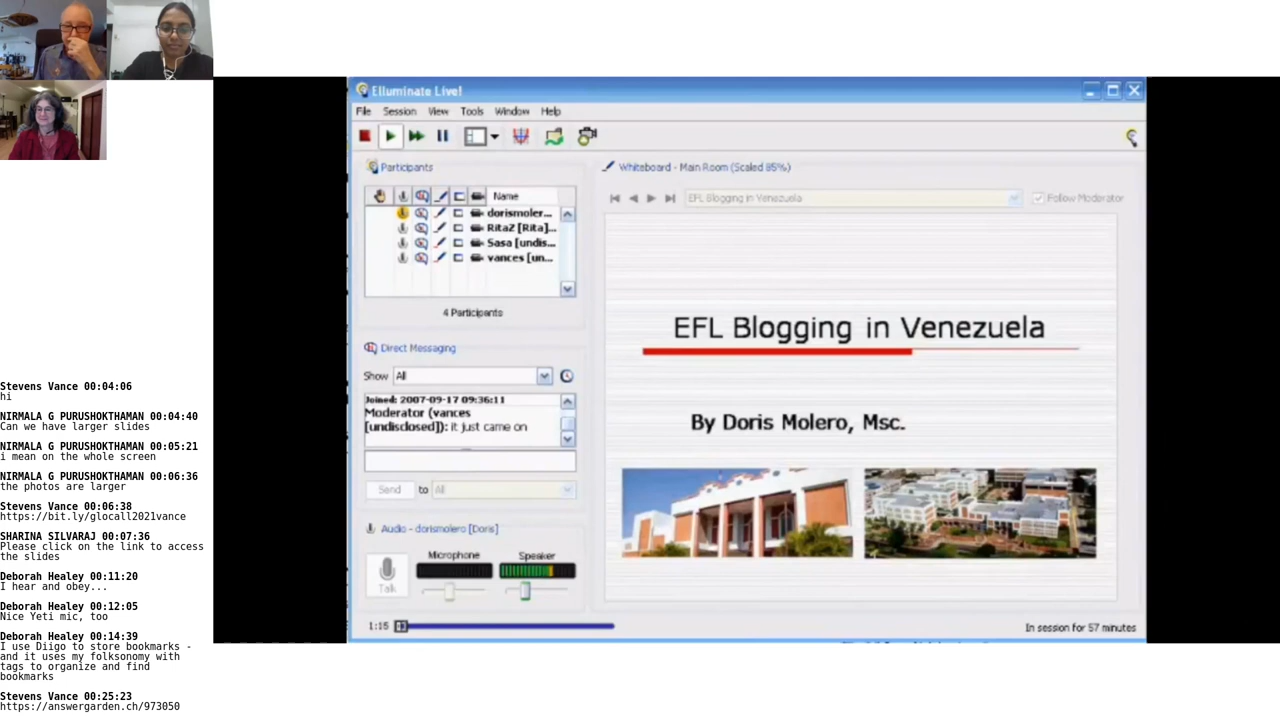 Stevens Vance 00:04:06
hi
NIRMALA G PURUSHOKTHAMAN 00:04:40
Can we have larger slides
NIRMALA G PURUSHOKTHAMAN 00:05:21
i mean on the whole screen
NIRMALA G PURUSHOKTHAMAN 00:06:36
the photos are larger
Stevens Vance 00:06:38
https://bit.ly/glocall2021vance
SHARINA SILVARAJ 00:07:36
Please click on the link to access
the slides
Deborah Healey 00:11:20
I hear and obey...
Deborah Healey 00:12:05
Nice Yeti mic, too
Deborah Healey 00:14:39
I use Diigo to store bookmarks -
and it uses my folksonomy with
tags to organize and find
bookmarks
Stevens Vance 00:25:23
https://answergarden.ch/973050
Elluminate Live!
File Session View Tools Window Help
Participants
Name
dorismoler...
RitaZ [Rita]...
Sasa [undis...
vances [un...
4 Participants
Direct Messaging
Show All
Joined: 2007-09-17 09:36:11
Moderator (vances
[undisclosed]): it just came on
Send to All
Audio - dorismolero [Doris]
Microphone Speaker
Talk
1:15
Whiteboard - Main Room (Scaled 85%)
EFL Blogging in Venezuela
Follow Moderator
EFL Blogging in Venezuela
By Doris Molero, Msc.
In session for 57 minutes